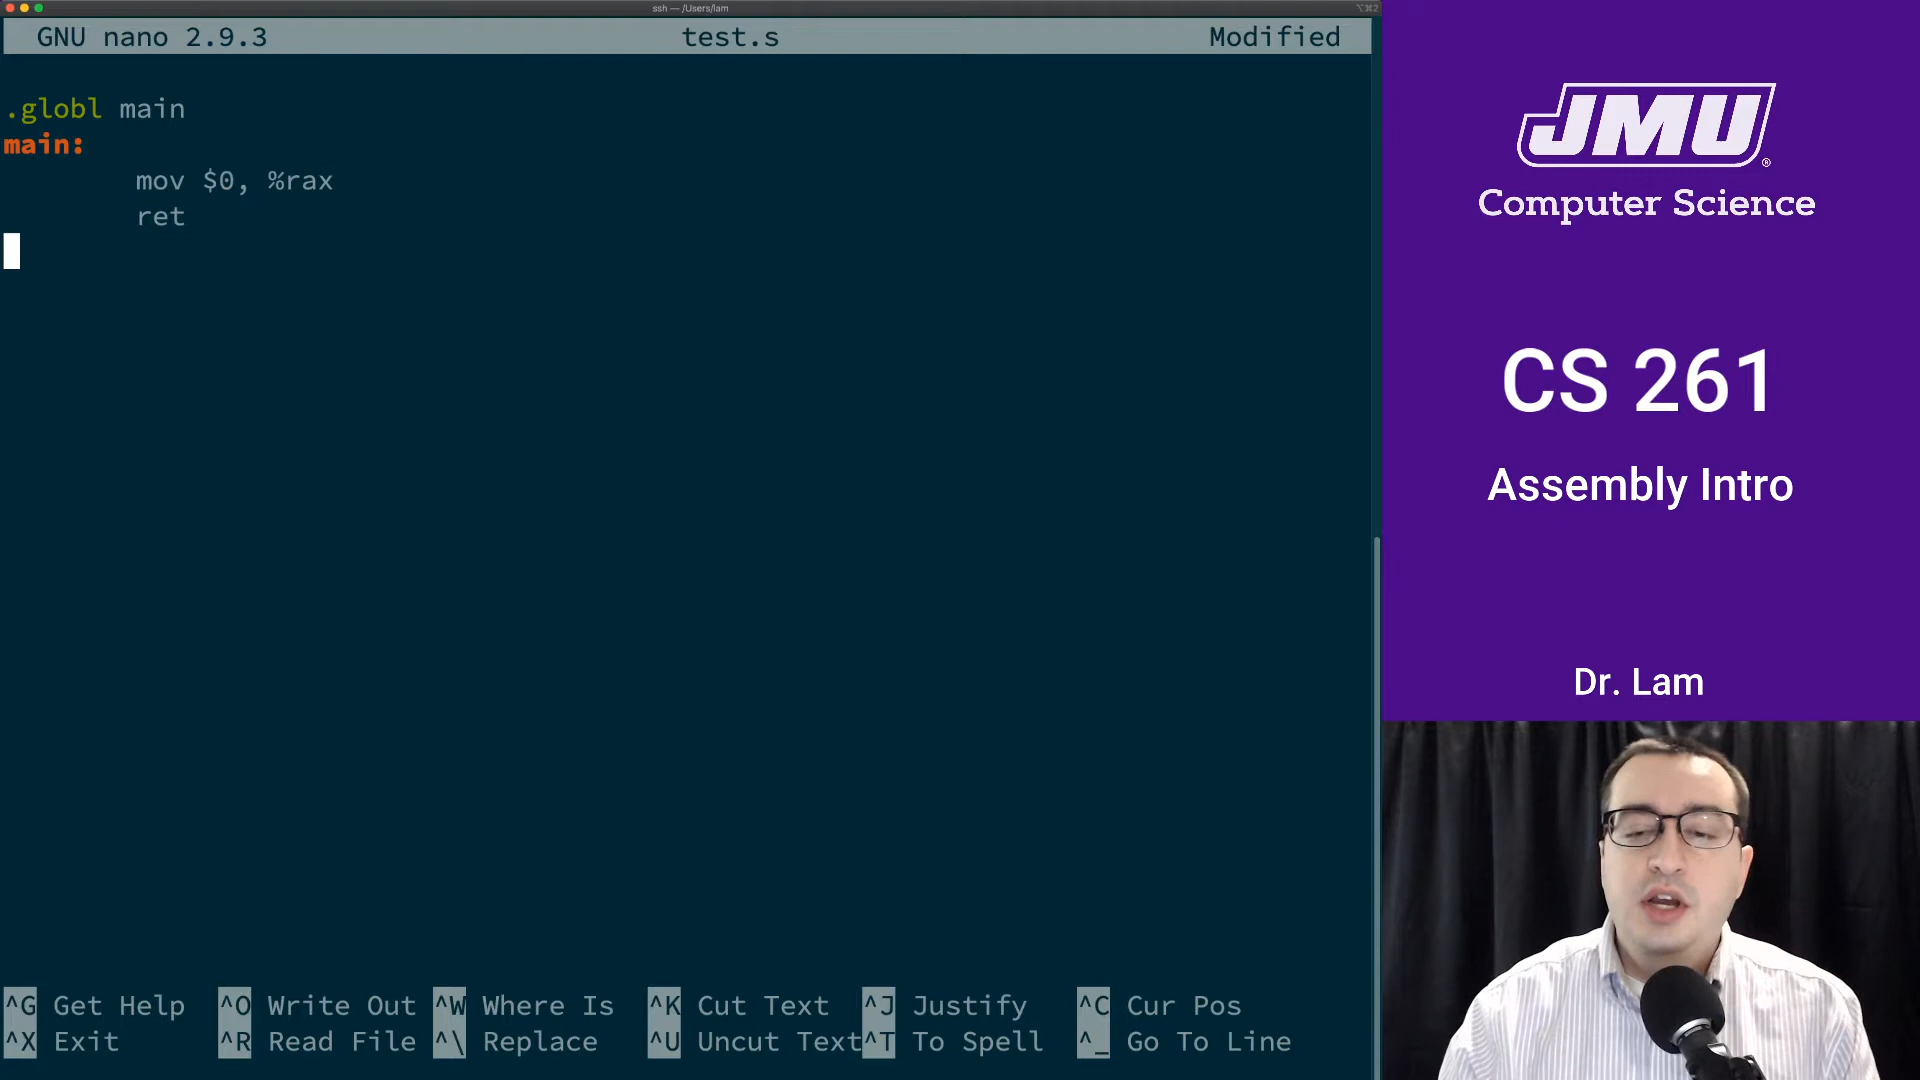 ssh — /Users/lam
⌥⌘2
GNU nano 2.9.3 test.s Modified
.globl main
main:
mov $0, %rax
ret
^G Get Help ^O Write Out ^W Where Is ^K Cut Text ^J Justify ^C Cur Pos
^X Exit ^R Read File ^\ Replace ^U Uncut Text ^T To Spell ^_ Go To Line
JMU®
Computer Science
CS 261
Assembly Intro
Dr. Lam